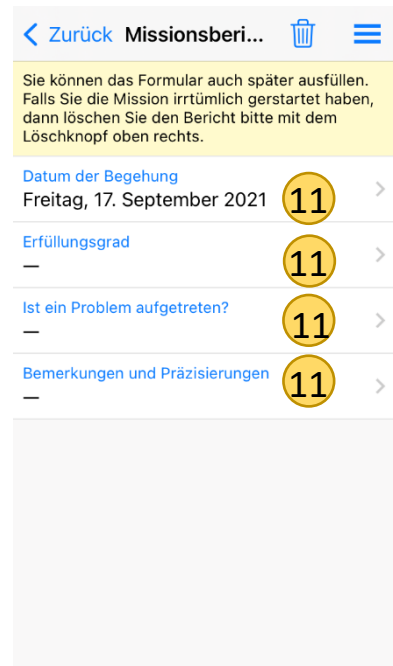 Zurück Missionsberi...
Sie können das Formular auch später ausfüllen.
Falls Sie die Mission irrtümlich gerstartet haben,
dann löschen Sie den Bericht bitte mit dem
Löschknopf oben rechts.
Datum der Begehung
Freitag, 17. September 2021 11
Erfüllungsgrad
— 11
Ist ein Problem aufgetreten?
— 11
Bemerkungen und Präzisierungen
— 11